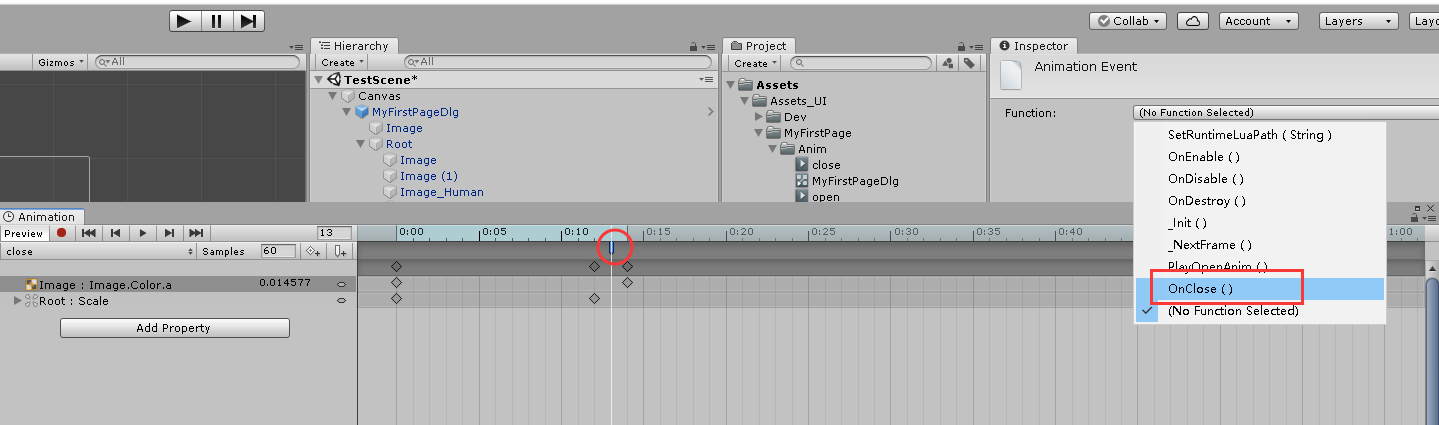 Collab
Account
Layers
Layo
Gizmos
All
Hierarchy
Create
All
TestScene*
Canvas
MyFirstPageDlg
Image
Root
Image
Image (1)
Image_Human
Project
Create
Assets
Assets_UI
Dev
MyFirstPage
Anim
close
MyFirstPageDlg
open
Inspector
Animation Event
Function:
(No Function Selected)
SetRuntimeLuaPath ( String )
OnEnable ( )
OnDisable ( )
OnDestroy ( )
_Init ( )
_NextFrame ( )
PlayOpenAnim ( )
OnClose ( )
(No Function Selected)
Animation
Preview
13
0:00
0:05
0:10
0:15
0:20
0:25
0:30
0:35
0:40
0:45
1:00
close
Samples
60
Image : Image.Color.a
0.014577
Root : Scale
Add Property